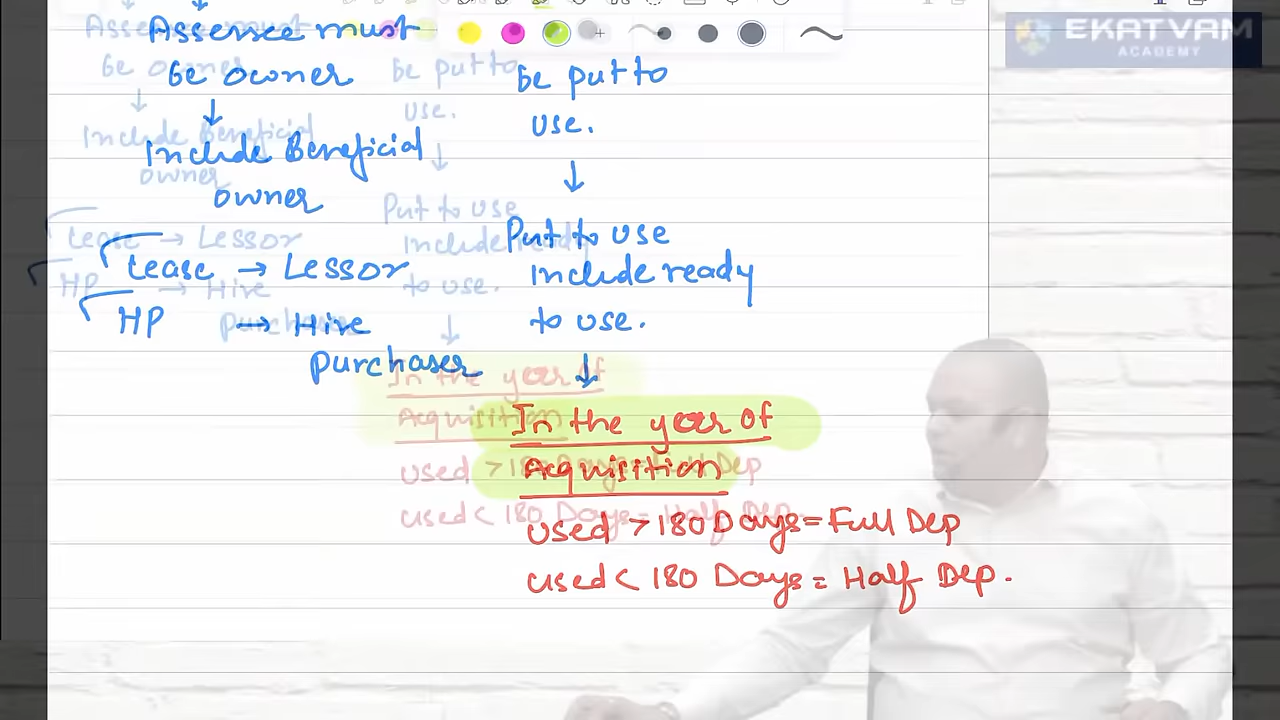 Assessee must
be owner
↓
Include Beneficial
owner
Lease → Lessor
HP → Hire
purchaser
be put to
use.
↓
Put to use
include ready
to use.
↓
In the year of
Acquisition
used > 180 Days = Full Dep
used < 180 Days = Half Dep.
EKATVAM
ACADEMY